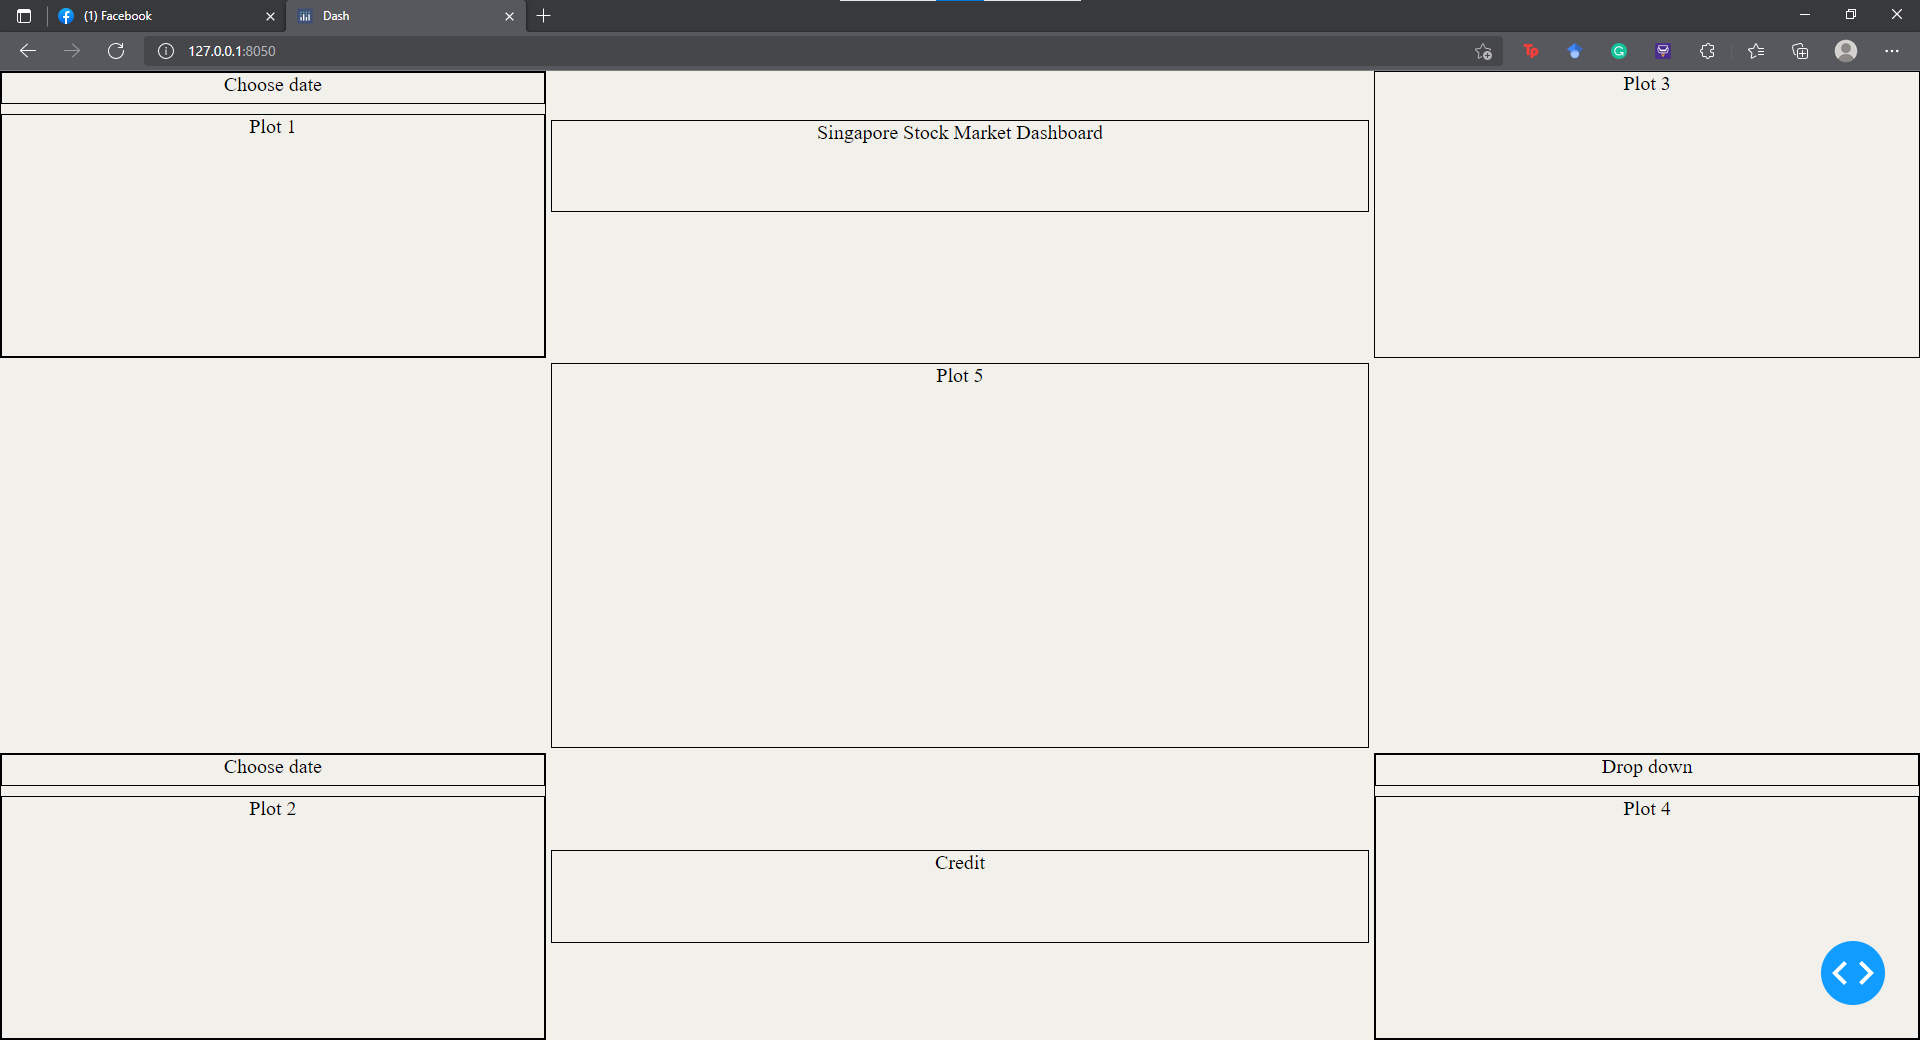 (1) Facebook
Dash
127.0.0.1:8050
Tp
G
Choose date
Plot 1
Singapore Stock Market Dashboard
Plot 3
Plot 5
Choose date
Plot 2
Credit
Drop down
Plot 4